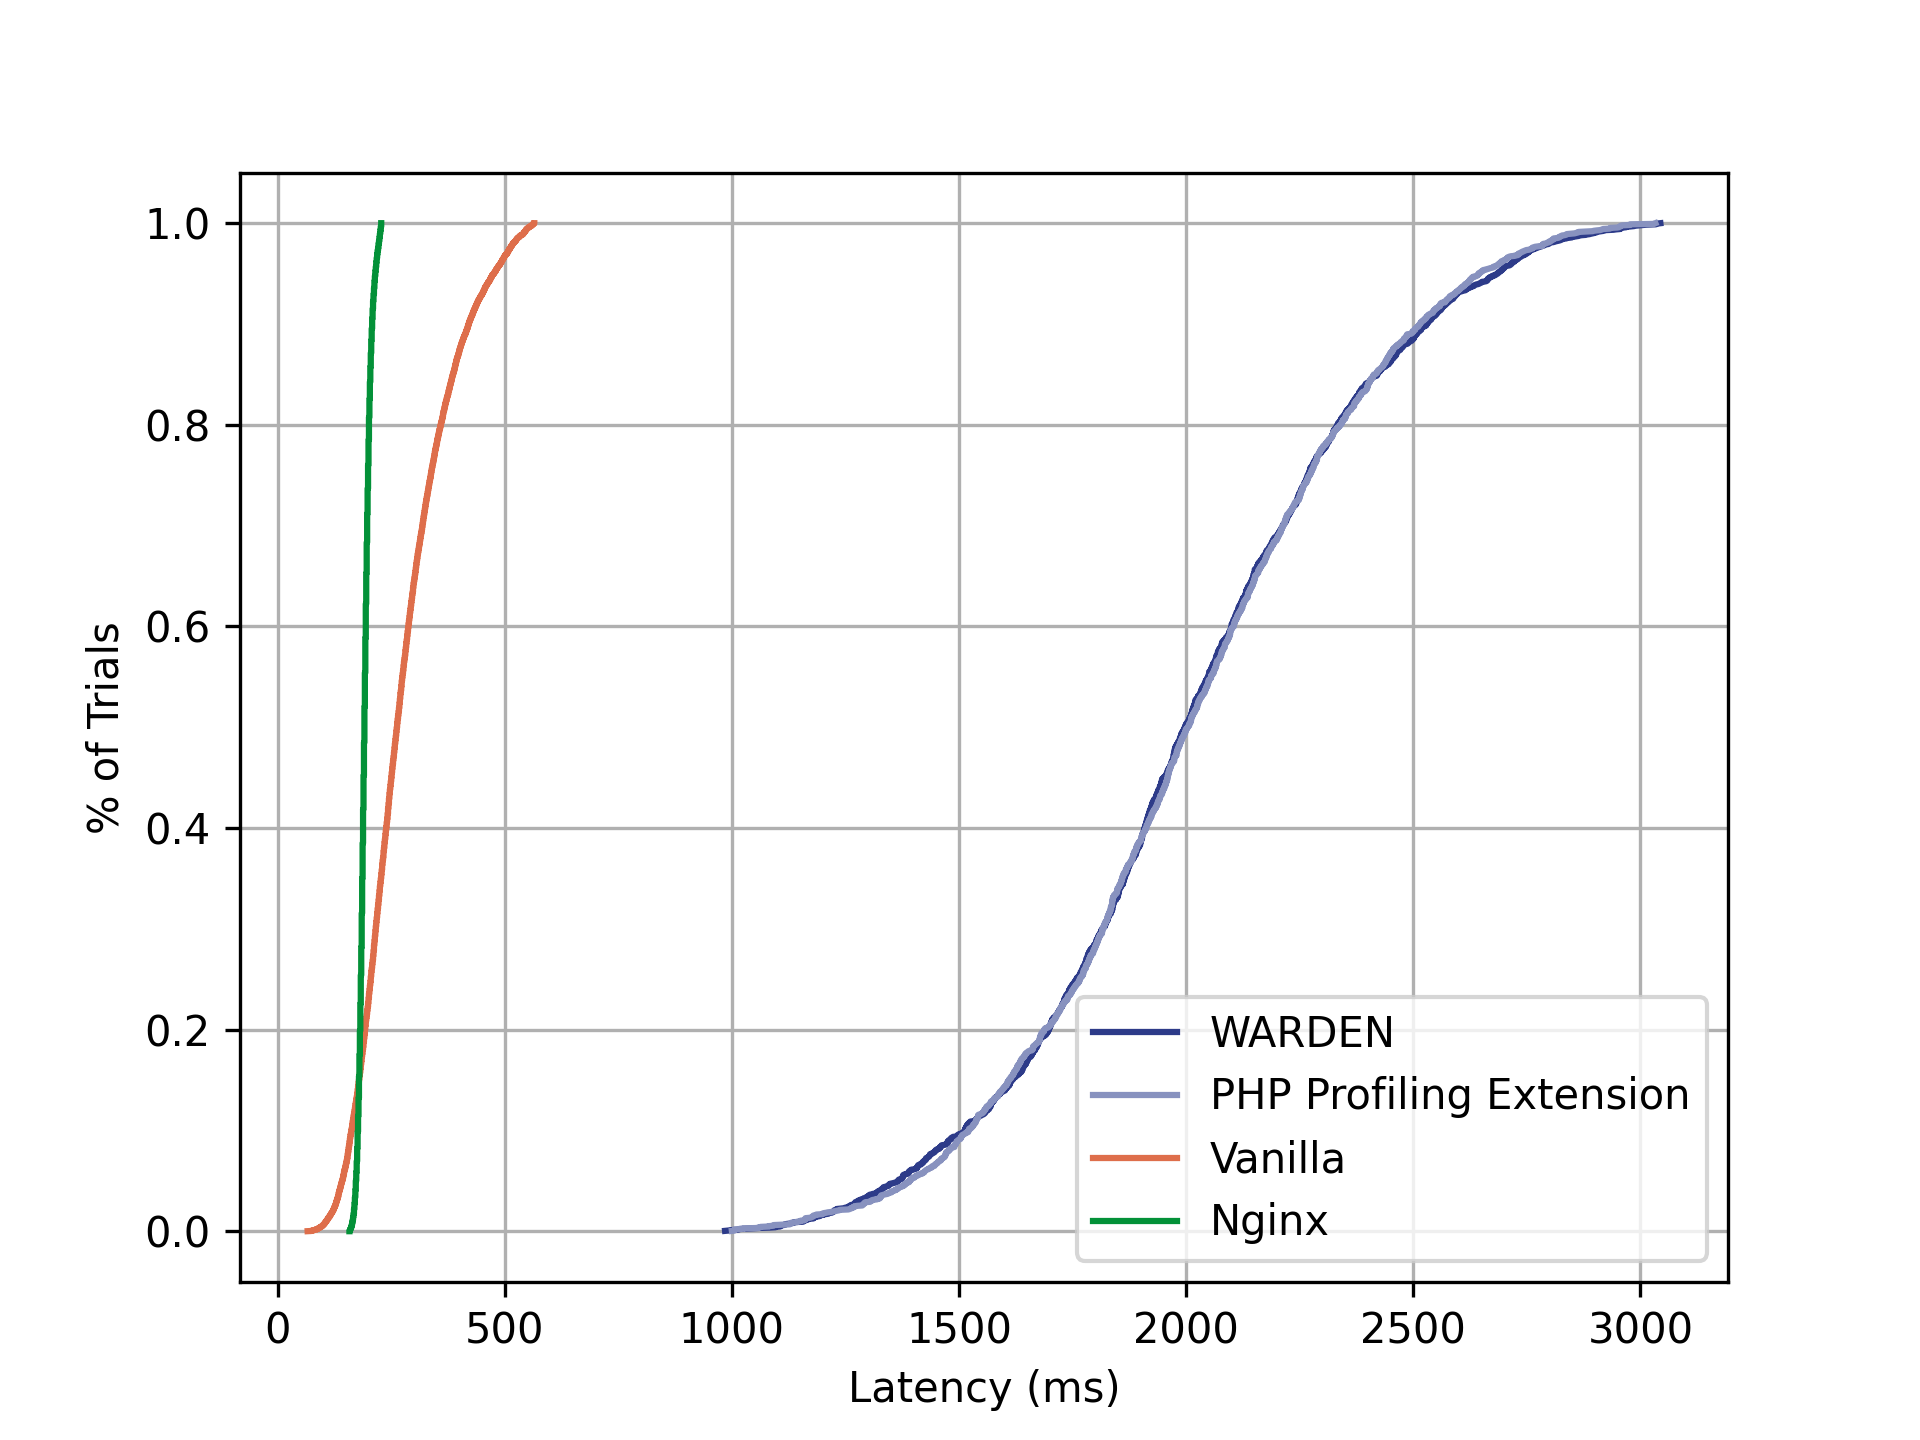 1.0
0.8
0.6
0.4
0.2
0.0
% of Trials
0 500 1000 1500 2000 2500 3000
Latency (ms)
WARDEN
PHP Profiling Extension
Vanilla
Nginx